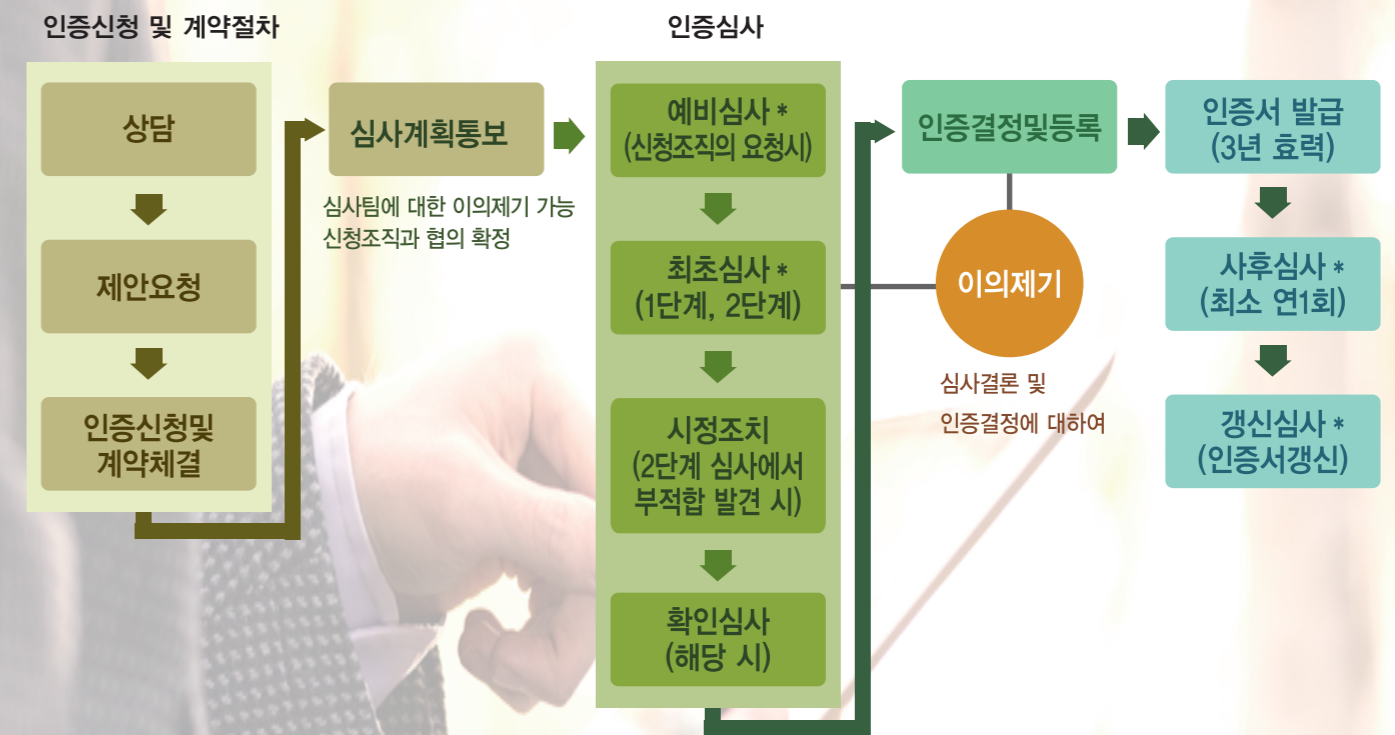 인증신청 및 계약절차
상담
제안요청
인증신청및
계약체결
심사계획통보
심사팀에 대한 이의제기 가능
신청조직과 협의 확정
인증심사
예비심사 *
(신청조직의 요청시)
최초심사 *
(1단계, 2단계)
시정조치
(2단계 심사에서
부적합 발견 시)
확인심사
(해당 시)
인증결정및등록
이의제기
심사결론 및
인증결정에 대하여
인증서 발급
(3년 효력)
사후심사 *
(최소 연1회)
갱신심사 *
(인증서갱신)